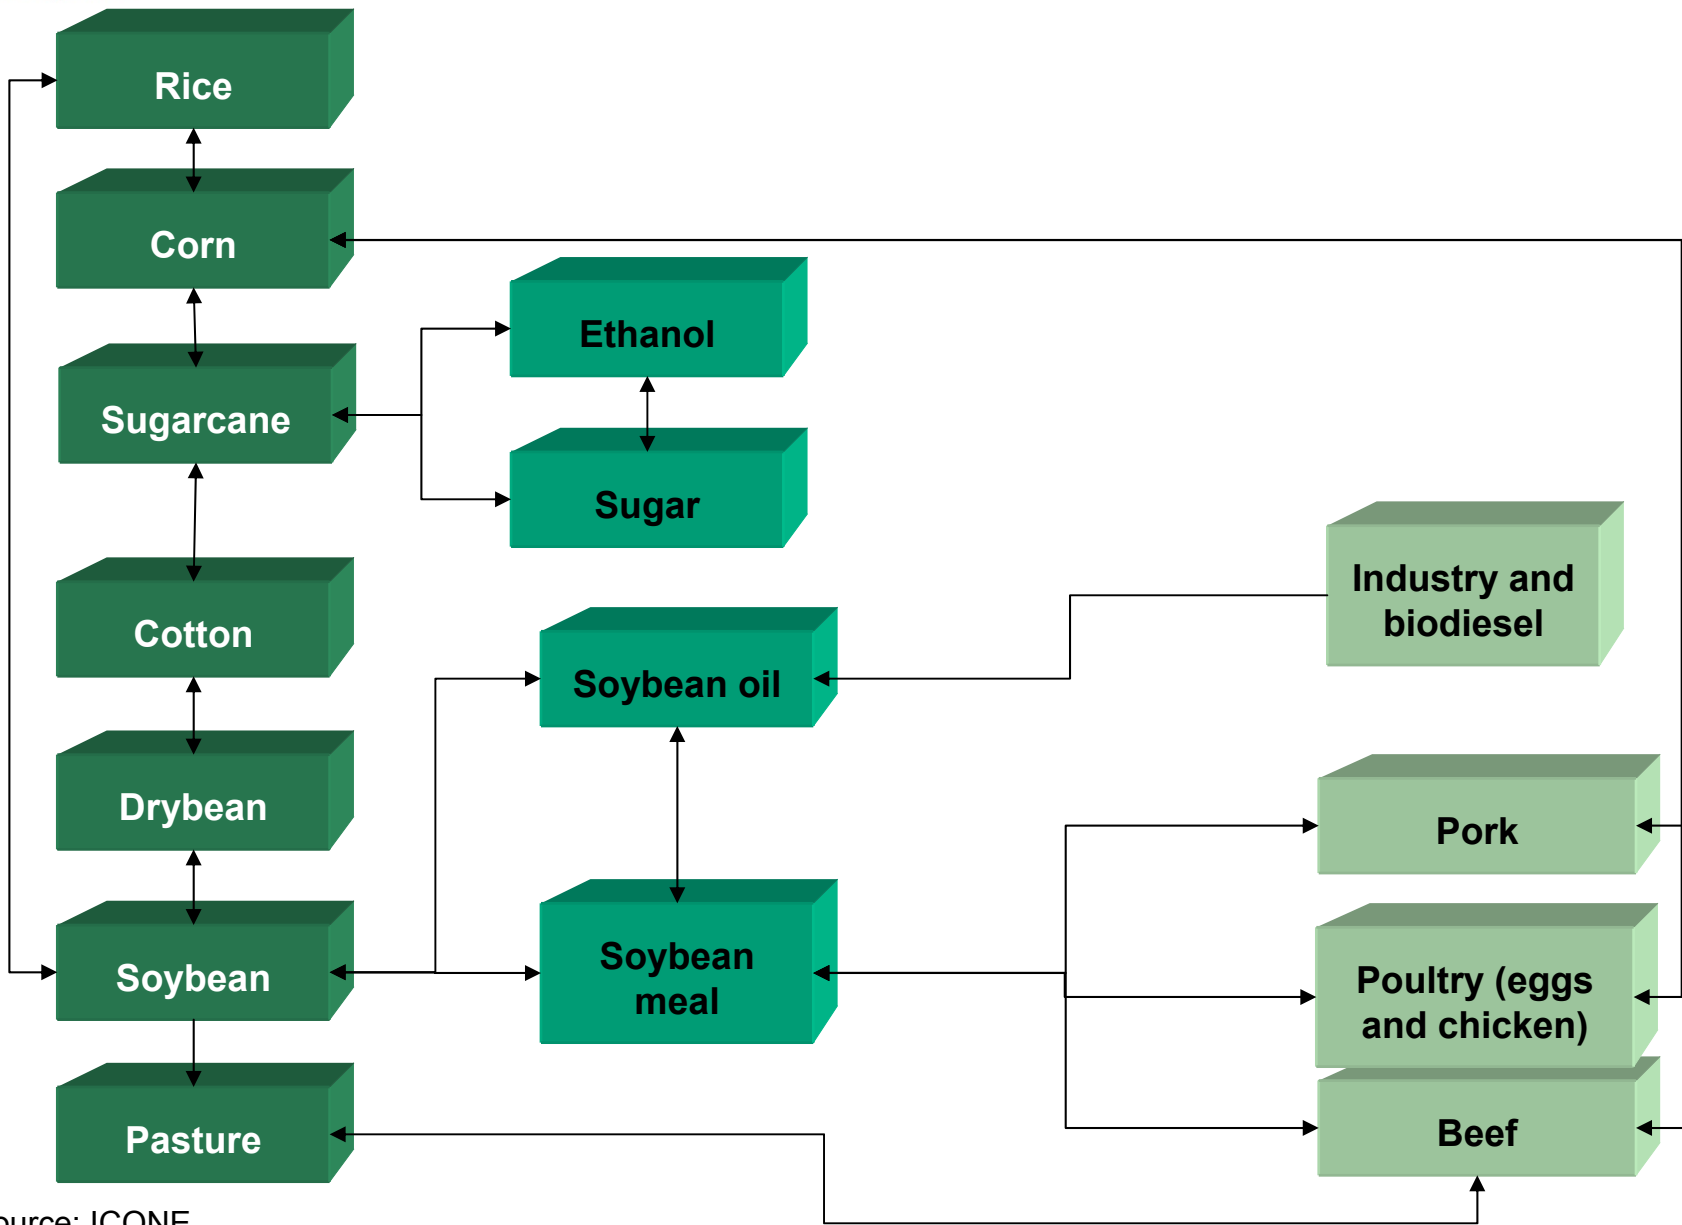 Rice
Corn
Sugarcane
Ethanol
Sugar
Cotton
Industry and
biodiesel
Soybean oil
Drybean
Pork
Soybean
Soybean
meal
Poultry (eggs
and chicken)
Pasture
Beef
ource: ICONE